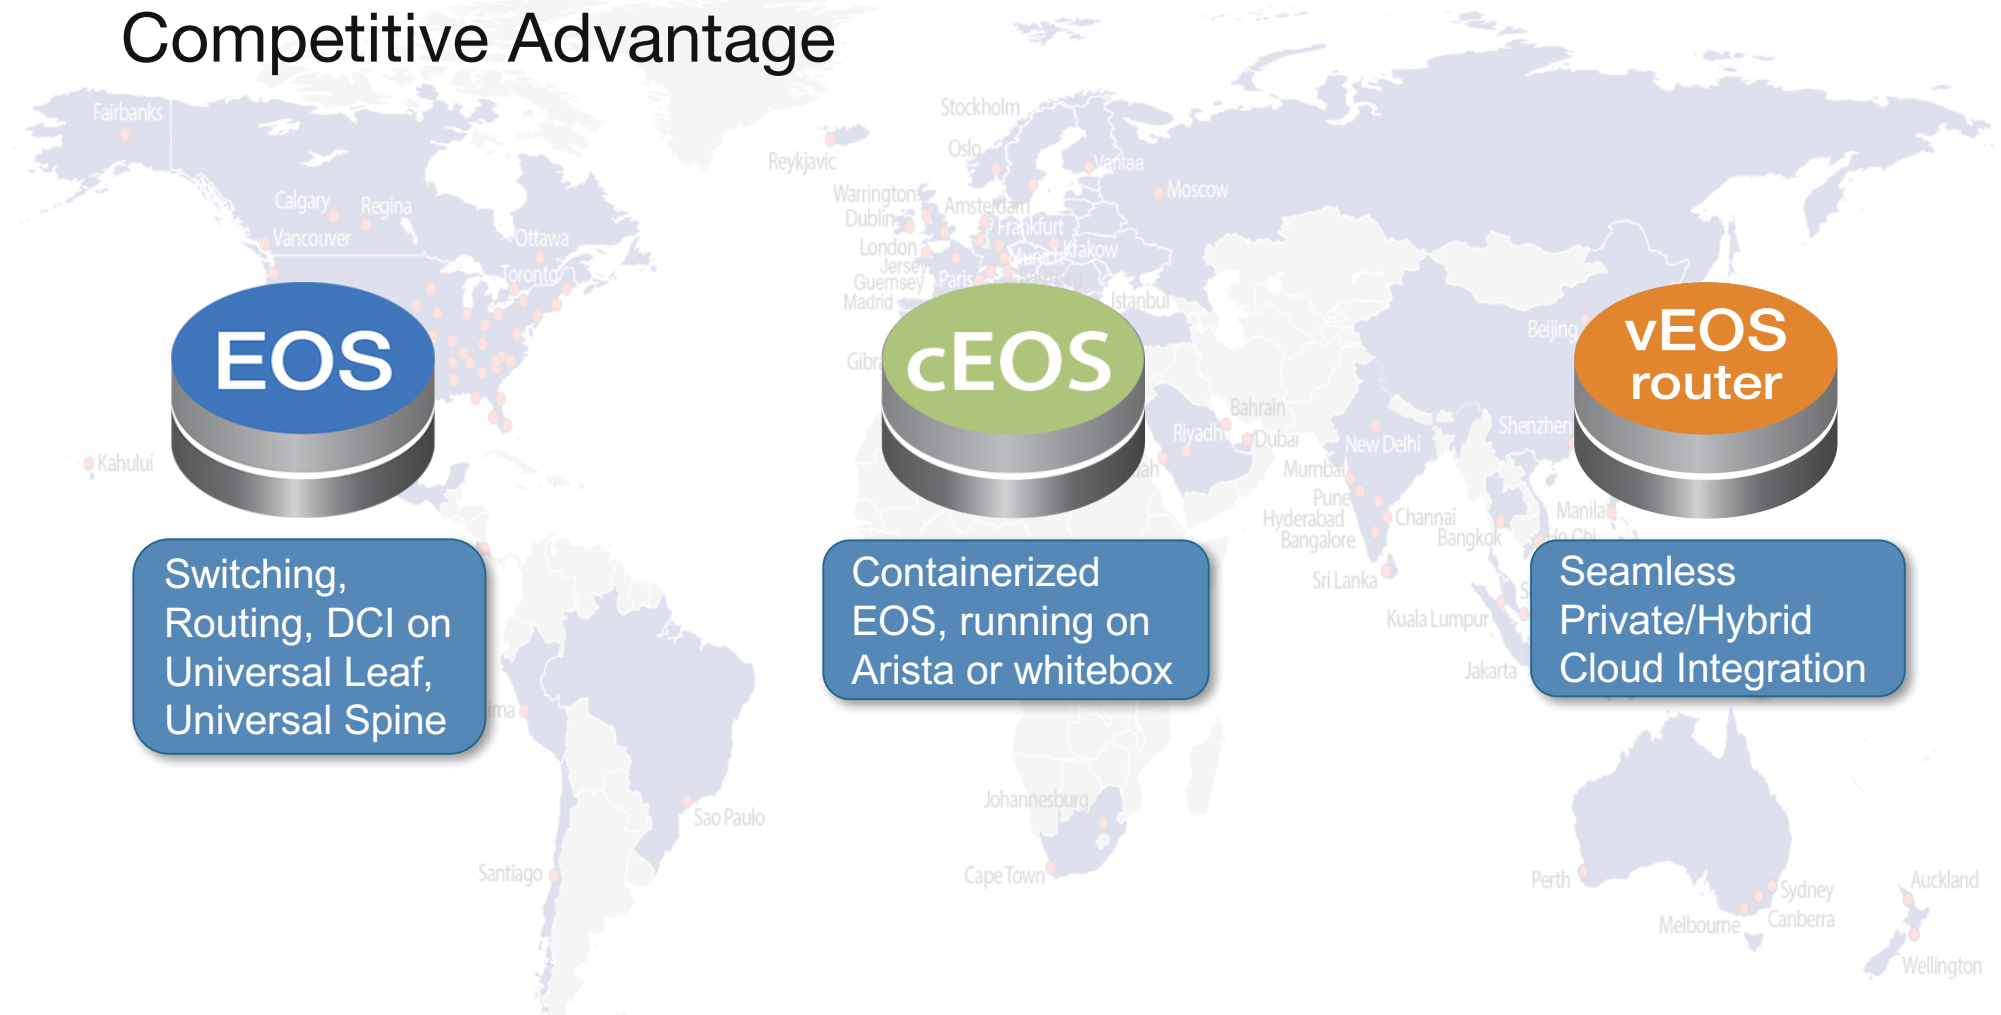 Competitive Advantage
Fairbanks
Stockholm
Oslo
Reykjavic
Vantaa
Moscow
Warrington
Calgary
Regina
Amsterdam
Dublin
Frankfurt
Vancouver
Ottawa
London
Krakow
Munich
Jersey
Toronto
Guernsey
Paris
Madrid
Istanbul
Beijing
EOS
cEOS
vEOS
router
Bahrain
Riyadh
Dubai
New Delhi
Shenzhen
Kahului
Mumbai
Pune
Hyderabad
Channai
Bangalore
Bangkok
Manila
Sri Lanka
Kuala Lumpur
Jakarta
Switching,
Routing, DCI on
Universal Leaf,
Universal Spine
Containerized
EOS, running on
Arista or whitebox
Seamless
Private/Hybrid
Cloud Integration
Sao Paulo
Johannesburg
Santiago
Cape Town
Perth
Sydney
Auckland
Melbourne
Canberra
Wellington